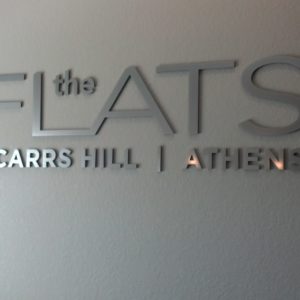 the
FLATS
CARRS HILL | ATHENS